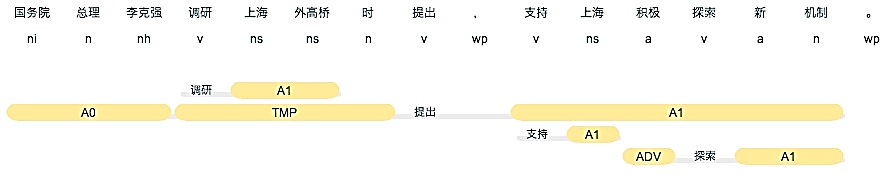 国务院 总理 李克强 调研 上海 外高桥 时 提出 , 支持 上海 积极 探索 新 机制 。
ni n nh v ns ns n v wp v ns a v a n wp
调研 A1
A0 TMP 提出 A1
支持 A1
ADV 探索 A1